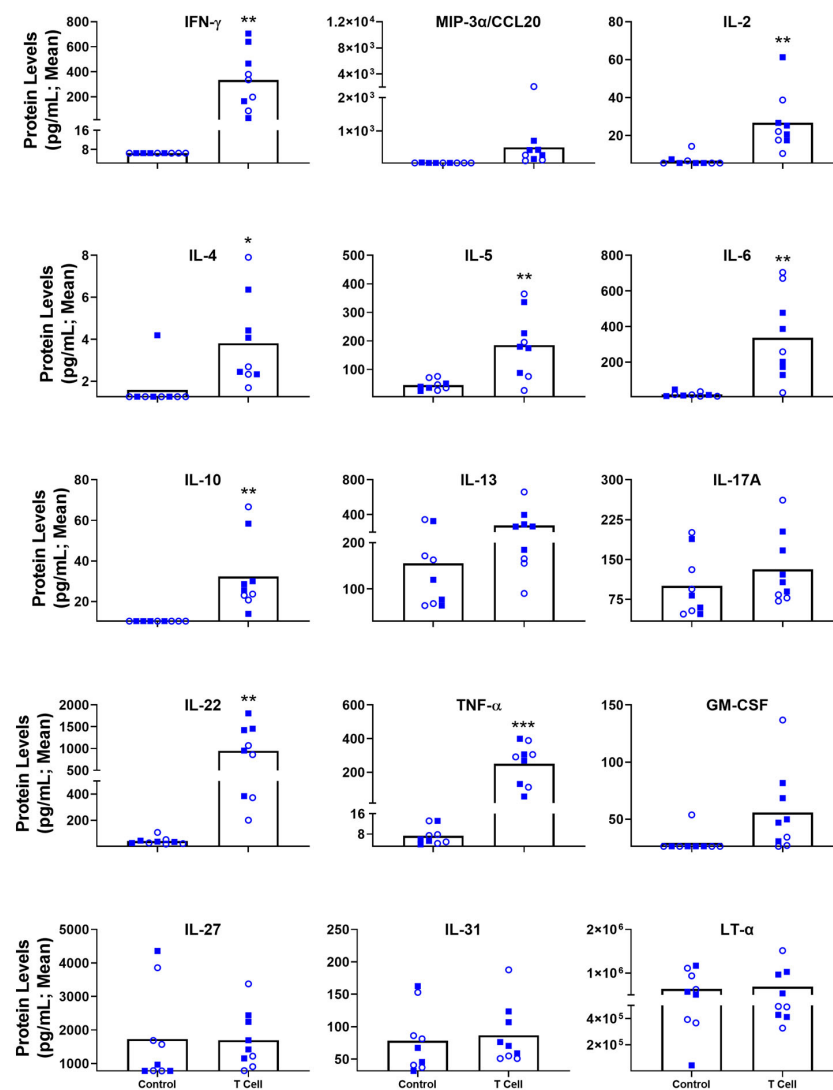 IFN-γ
**
Protein Levels
(pg/mL; Mean)
800
600
400
200
16
8
MIP-3α/CCL20
1.2×10⁴
4×10³
2×10³
2×10³
1×10³
IL-2
**
80
60
40
20
IL-4
*
Protein Levels
(pg/mL; Mean)
8
6
4
2
IL-5
**
500
400
300
200
100
IL-6
**
800
600
400
200
IL-10
**
Protein Levels
(pg/mL; Mean)
80
60
40
20
IL-13
800
600
400
200
200
100
IL-17A
300
225
150
75
IL-22
**
Protein Levels
(pg/mL; Mean)
2000
1500
1000
500
400
200
TNF-α
***
600
400
200
16
8
GM-CSF
150
100
50
IL-27
Protein Levels
(pg/mL; Mean)
5000
4000
3000
2000
1000
Control
T Cell
IL-31
250
200
150
100
50
Control
T Cell
LT-α
2×10⁶
1×10⁶
4×10⁵
2×10⁵
Control
T Cell